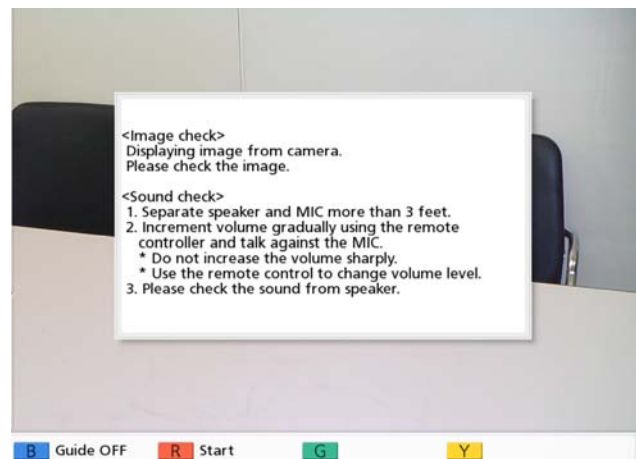 <Image check>
Displaying image from camera.
Please check the image.
<Sound check>
1. Separate speaker and MIC more than 3 feet.
2. Increment volume gradually using the remote
controller and talk against the MIC.
* Do not increase the volume sharply.
* Use the remote control to change volume level.
3. Please check the sound from speaker.
B Guide OFF R Start G Y